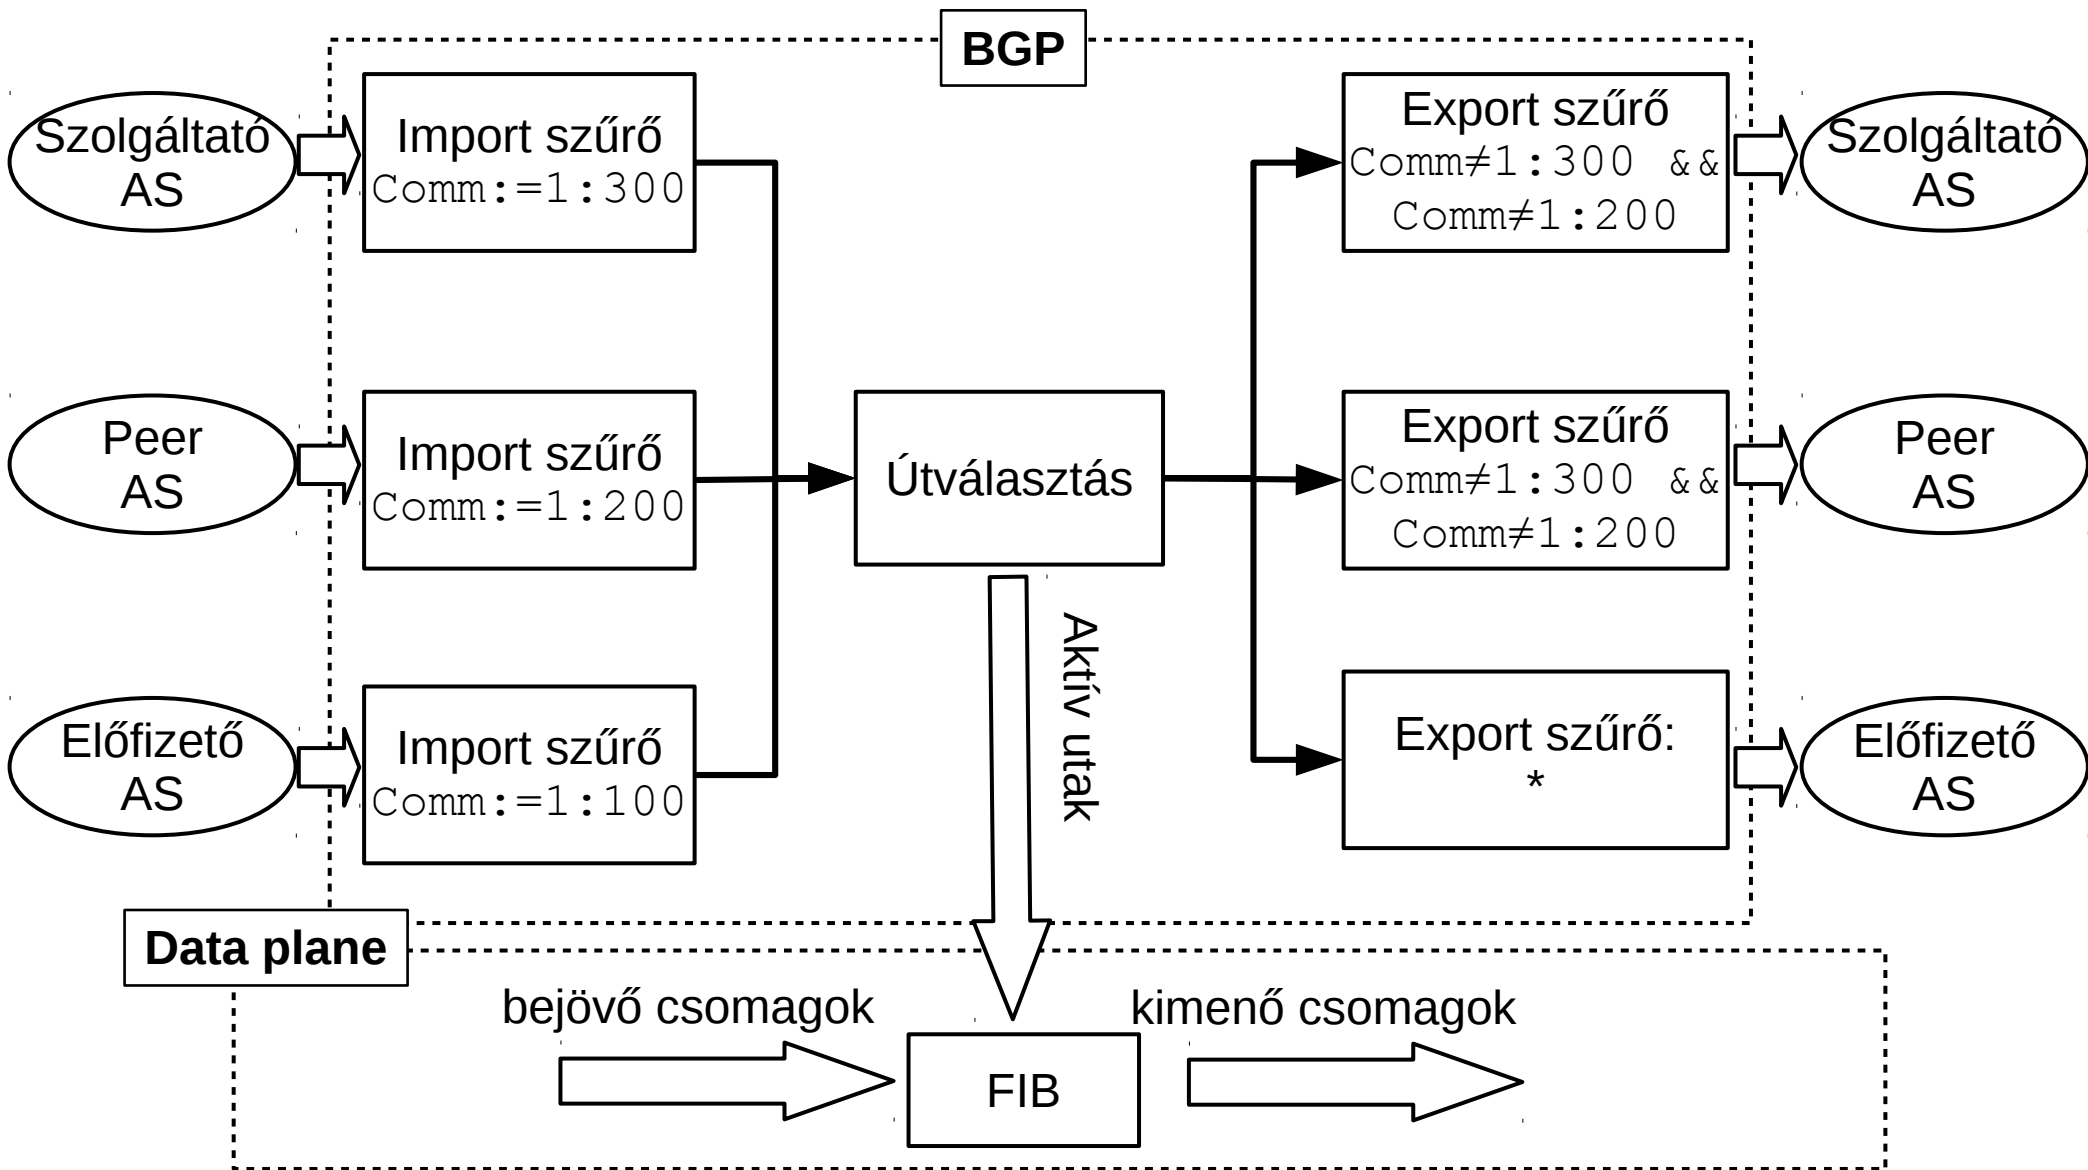 BGP
Szolgáltató
AS
Import szűrő
Comm:=1:300
Export szűrő
Comm≠1:300 &&
Comm≠1:200
Szolgáltató
AS
Peer
AS
Import szűrő
Comm:=1:200
Útválasztás
Export szűrő
Comm≠1:300 &&
Comm≠1:200
Peer
AS
Aktív utak
Előfizető
AS
Import szűrő
Comm:=1:100
Export szűrő:
*
Előfizető
AS
Data plane
bejövő csomagok
kimenő csomagok
FIB